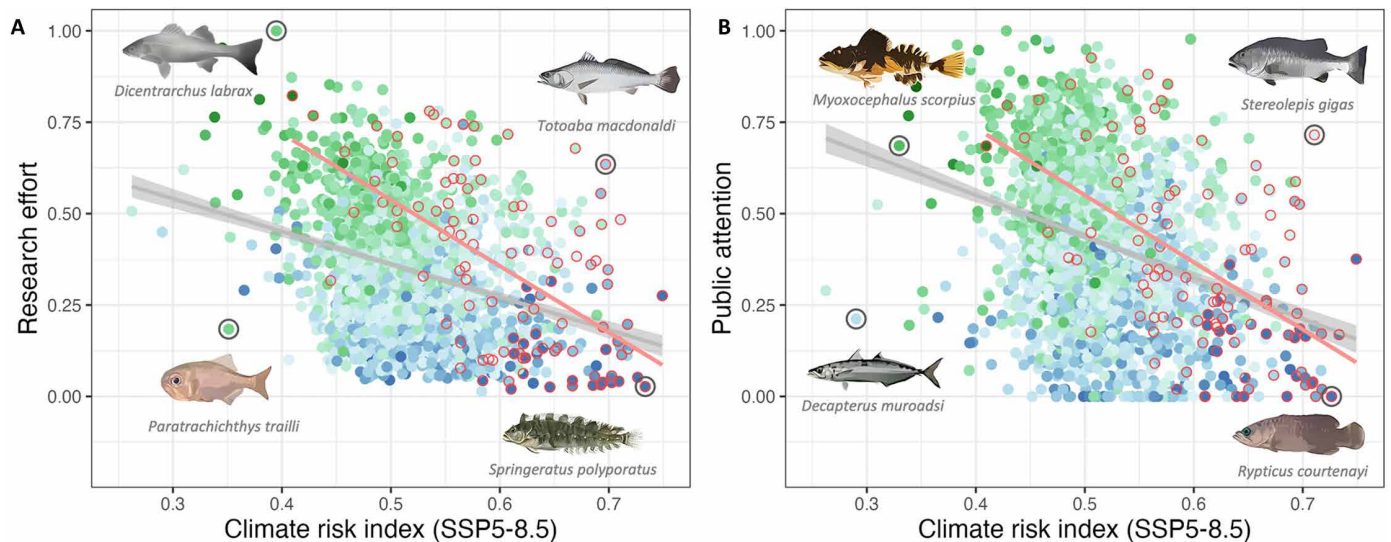 A
1.00
0.75
0.50
0.25
0.00
Research effort
Dicentrarchus labrax
Totoaba macdonaldi
Paratrachichthys trailli
Springeratus polyporatus
0.3 0.4 0.5 0.6 0.7
Climate risk index (SSP5-8.5)
B
1.00
0.75
0.50
0.25
0.00
Public attention
Myoxocephalus scorpius
Stereolepis gigas
Decapterus muroadsi
Rypticus courtenayi
0.3 0.4 0.5 0.6 0.7
Climate risk index (SSP5-8.5)